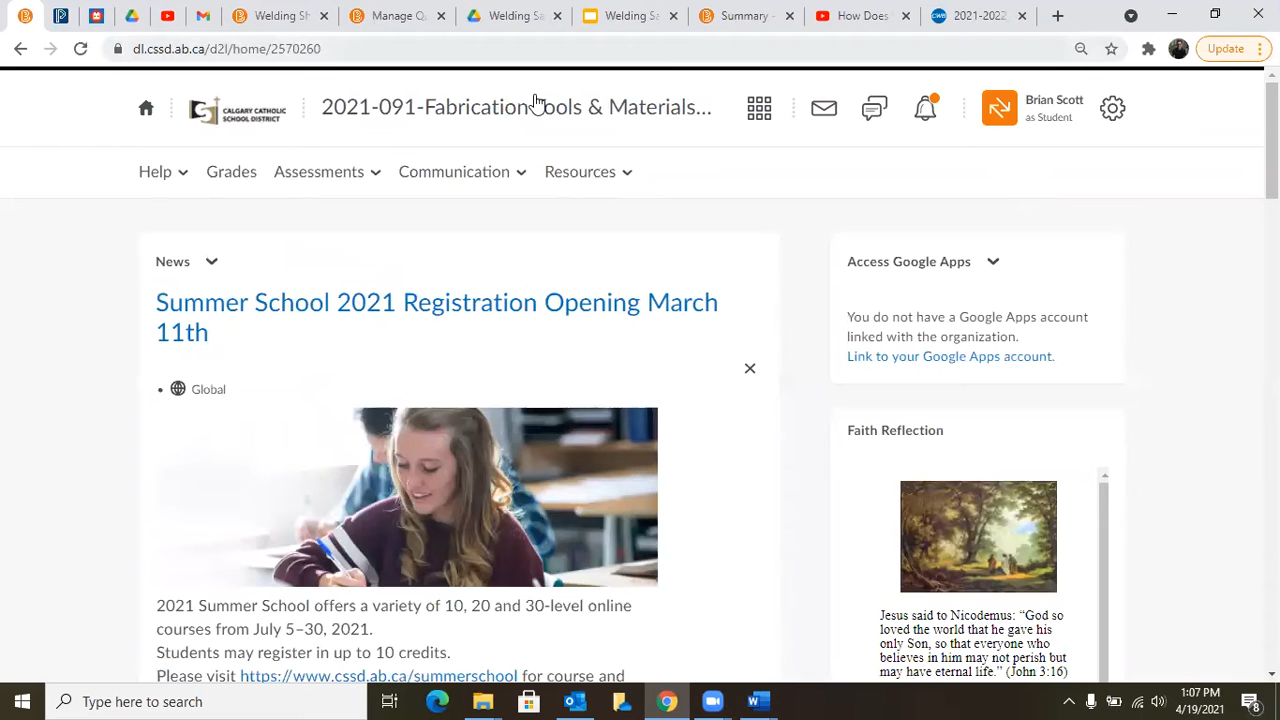 Welding Sh
Manage Q
Welding Sa
Welding Sa
Summary -
How Does
2021-2022
dl.cssd.ab.ca/d2l/home/2570260
Update
CALGARY CATHOLIC
SCHOOL DISTRICT
2021-091-Fabrication Tools & Materials...
Brian Scott
as Student
Help
Grades
Assessments
Communication
Resources
News
Summer School 2021 Registration Opening March
11th
Global
2021 Summer School offers a variety of 10, 20 and 30-level online
courses from July 5–30, 2021.
Students may register in up to 10 credits.
Please visit https://www.cssd.ab.ca/summerschool for course and
Access Google Apps
You do not have a Google Apps account
linked with the organization.
Link to your Google Apps account.
Faith Reflection
Jesus said to Nicodemus: “God so
loved the world that he gave his
only Son, so that everyone who
believes in him may not perish but
may have eternal life.” (John 3:16)
Type here to search
1:07 PM
4/19/2021
8